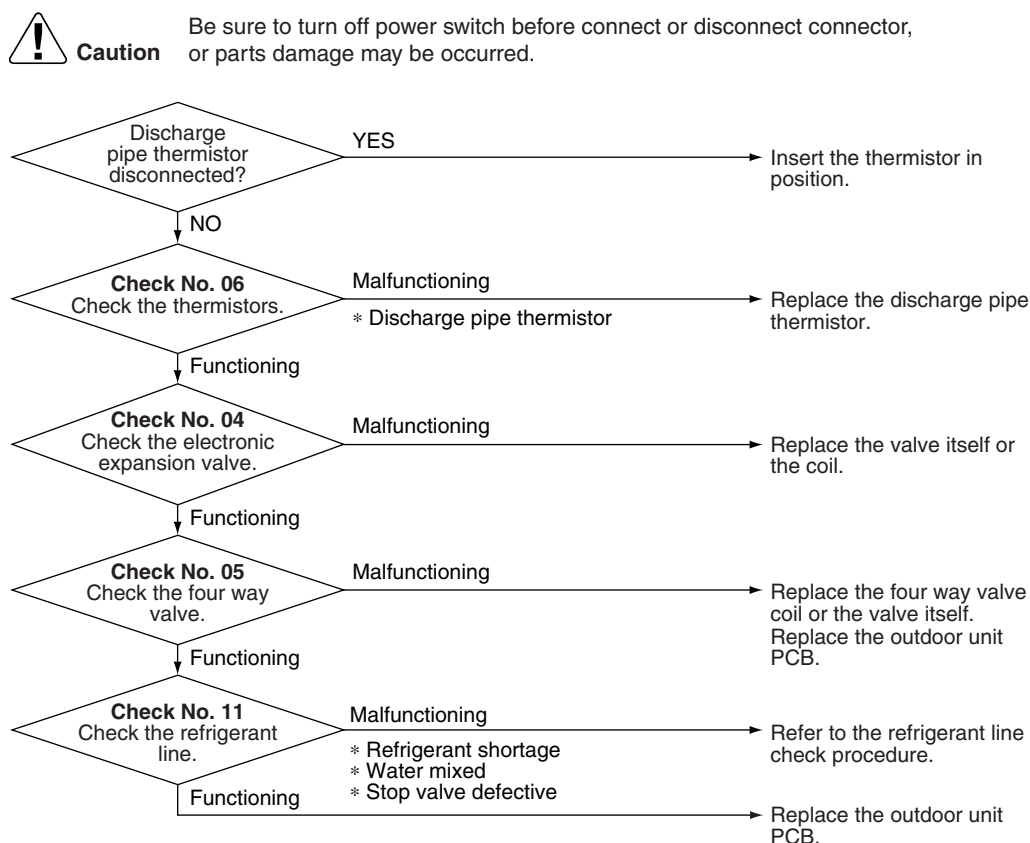 Caution
Be sure to turn off power switch before connect or disconnect connector,
or parts damage may be occurred.
Discharge
pipe thermistor
disconnected?
YES
Insert the thermistor in
position.
NO
Check No. 06
Check the thermistors.
Malfunctioning
* Discharge pipe thermistor
Replace the discharge pipe
thermistor.
Functioning
Check No. 04
Check the electronic
expansion valve.
Malfunctioning
Replace the valve itself or
the coil.
Functioning
Check No. 05
Check the four way
valve.
Malfunctioning
Replace the four way valve
coil or the valve itself.
Replace the outdoor unit
PCB.
Functioning
Check No. 11
Check the refrigerant
line.
Malfunctioning
* Refrigerant shortage
* Water mixed
* Stop valve defective
Refer to the refrigerant line
check procedure.
Functioning
Replace the outdoor unit
PCB.